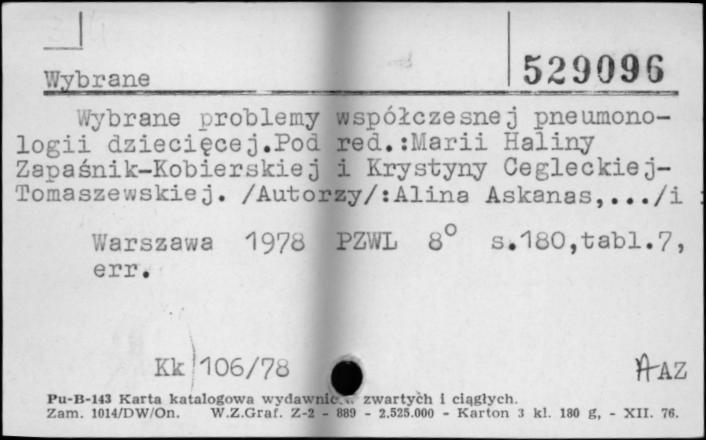 529096
Wybrane
Wybrane problemy współczesnej pneumono-
logii dziecięcej.Pod red.:Marii Haliny
Zapaśnik-Kobierskiej i Krystyny Cegleckiej-
Tomaszewskiej. /Autorzy/:Alina Askanas,.../i
Warszawa 1978 PZWL 8° s.180,tabl.7,
err.
Kk 106/78
AZ
Pu-B-143 Karta katalogowa wydawnic.. zwartych i ciągłych.
Zam. 1014/DW/On. W.Z.Graf. Z-2 - 889 - 2.525.000 - Karton 3 kl. 180 g, - XII. 76.